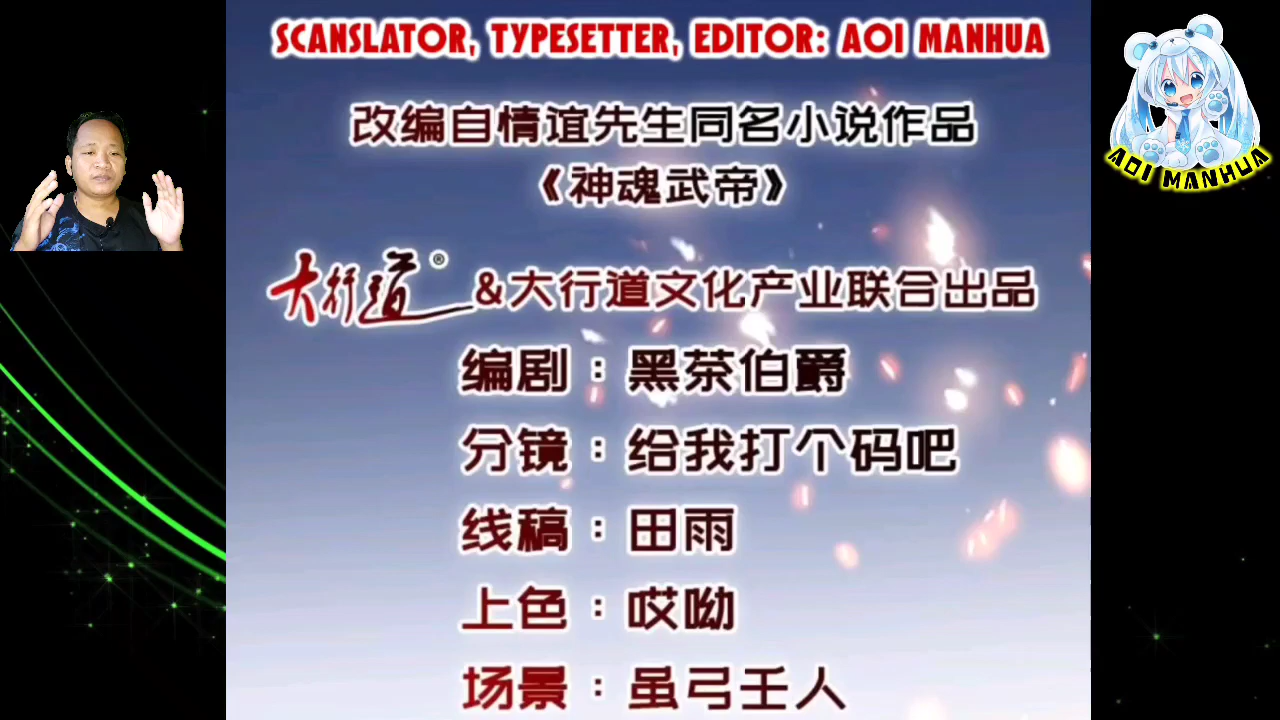 SCANSLATOR, TYPESETTER, EDITOR: AOI MANHUA
改编自情谊先生同名小说作品
《神魂武帝》
大行道® &大行道文化产业联合出品
编剧：黑茶伯爵
分镜：给我打个码吧
线稿：田雨
上色：哎呦
场景：虽弓壬人
AOI MANHUA